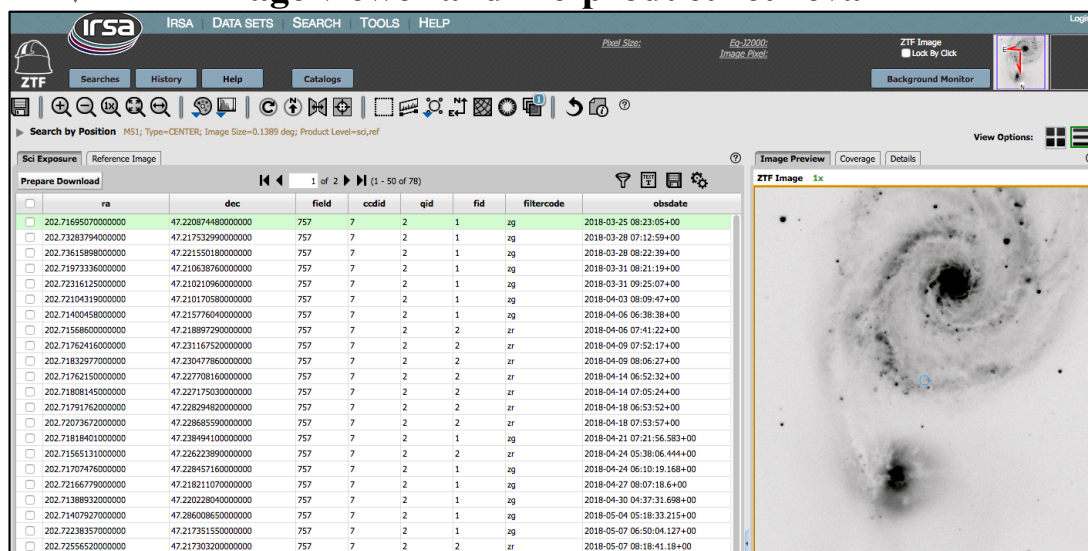 irsa IRSA DATA SETS SEARCH TOOLS HELP Login
ZTF Searches History Help Catalogs
Pixel Size: Eq-J2000:
Image Pixel:
ZTF Image
Lock By Click
Background Monitor
E
N
1
Search by Position M51; Type=CENTER; Image Size=0.1389 deg; Product Level=sci,ref
View Options:
Sci Exposure Reference Image
Prepare Download 1 of 2 (1 - 50 of 78)
ra dec field ccdid qid fid filtercode obsdate
202.71695070000000 47.220874480000000 757 7 2 1 zg 2018-03-25 08:23:05+00
202.73283794000000 47.217532990000000 757 7 2 1 zg 2018-03-28 07:12:59+00
202.73615898000000 47.221550180000000 757 7 2 1 zg 2018-03-28 08:22:39+00
202.71973336000000 47.210638760000000 757 7 2 1 zg 2018-03-31 08:21:19+00
202.72316125000000 47.210210960000000 757 7 2 1 zg 2018-03-31 09:25:07+00
202.72104319000000 47.210170580000000 757 7 2 1 zg 2018-04-03 08:09:47+00
202.71400458000000 47.215776040000000 757 7 2 1 zg 2018-04-06 06:38:38+00
202.71568600000000 47.218897290000000 757 7 2 2 zr 2018-04-06 07:41:22+00
202.71762416000000 47.231167520000000 757 7 2 2 zr 2018-04-09 07:52:17+00
202.71832977000000 47.230477860000000 757 7 2 2 zr 2018-04-09 08:06:27+00
202.71762150000000 47.227708160000000 757 7 2 2 zr 2018-04-14 06:52:32+00
202.71808145000000 47.227175030000000 757 7 2 2 zr 2018-04-14 07:05:24+00
202.71791762000000 47.228294820000000 757 7 2 2 zr 2018-04-18 06:53:52+00
202.72073672000000 47.228685590000000 757 7 2 2 zr 2018-04-18 07:53:57+00
202.71818401000000 47.238494100000000 757 7 2 1 zg 2018-04-21 07:21:56.583+00
202.71565131000000 47.226223890000000 757 7 2 2 zr 2018-04-24 05:38:06.444+00
202.71707476000000 47.228457160000000 757 7 2 1 zg 2018-04-24 06:10:19.168+00
202.72166779000000 47.218211070000000 757 7 2 1 zg 2018-04-27 08:07:18.6+00
202.71388932000000 47.220228040000000 757 7 2 1 zg 2018-04-30 04:37:31.698+00
202.71407927000000 47.286008650000000 757 7 2 1 zg 2018-05-04 05:18:33.215+00
202.72238357000000 47.217351550000000 757 7 2 1 zg 2018-05-07 06:50:04.127+00
202.72556520000000 47.217303200000000 757 7 2 2 zr 2018-05-07 08:18:41.18+00
Image Preview Coverage Details
ZTF Image 1x